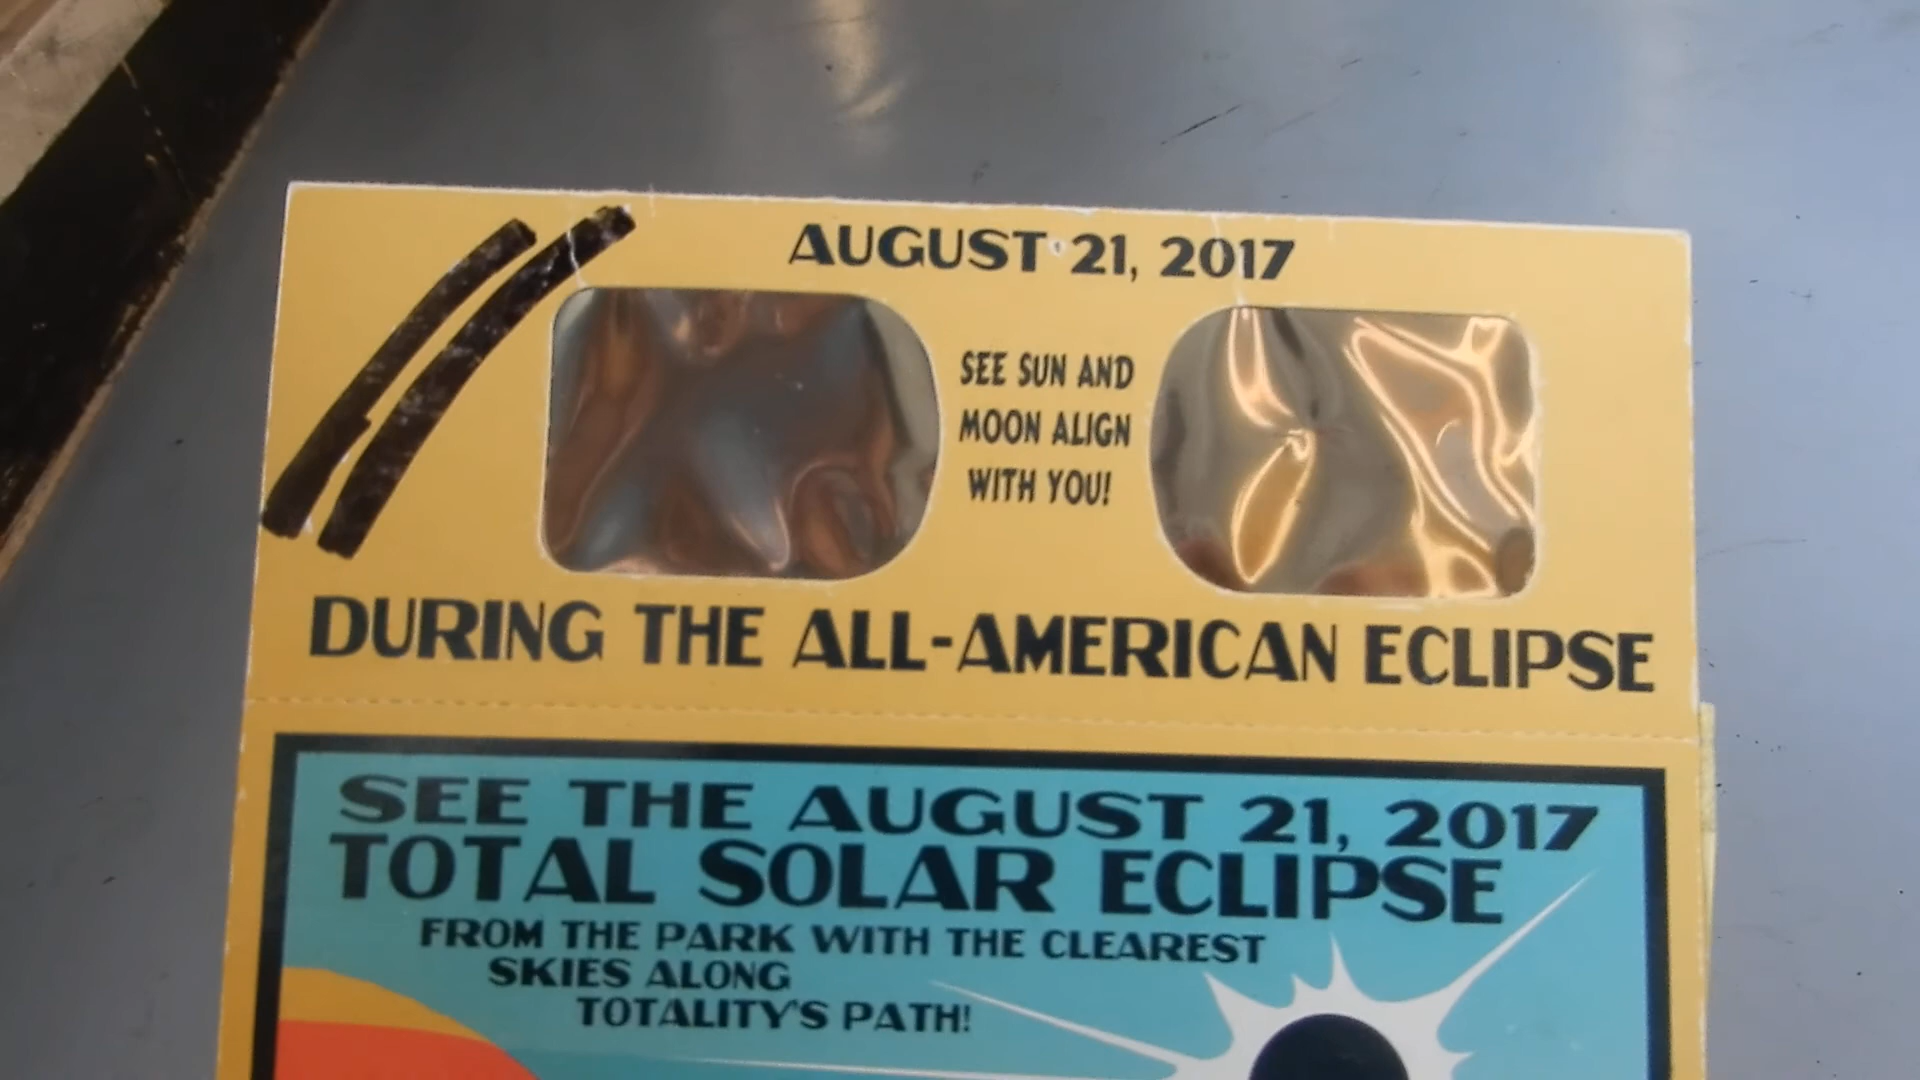 AUGUST 21, 2017
SEE SUN AND
MOON ALIGN
WITH YOU!
DURING THE ALL-AMERICAN ECLIPSE
SEE THE AUGUST 21, 2017
TOTAL SOLAR ECLIPSE
FROM THE PARK WITH THE CLEAREST
SKIES ALONG
TOTALITY'S PATH!